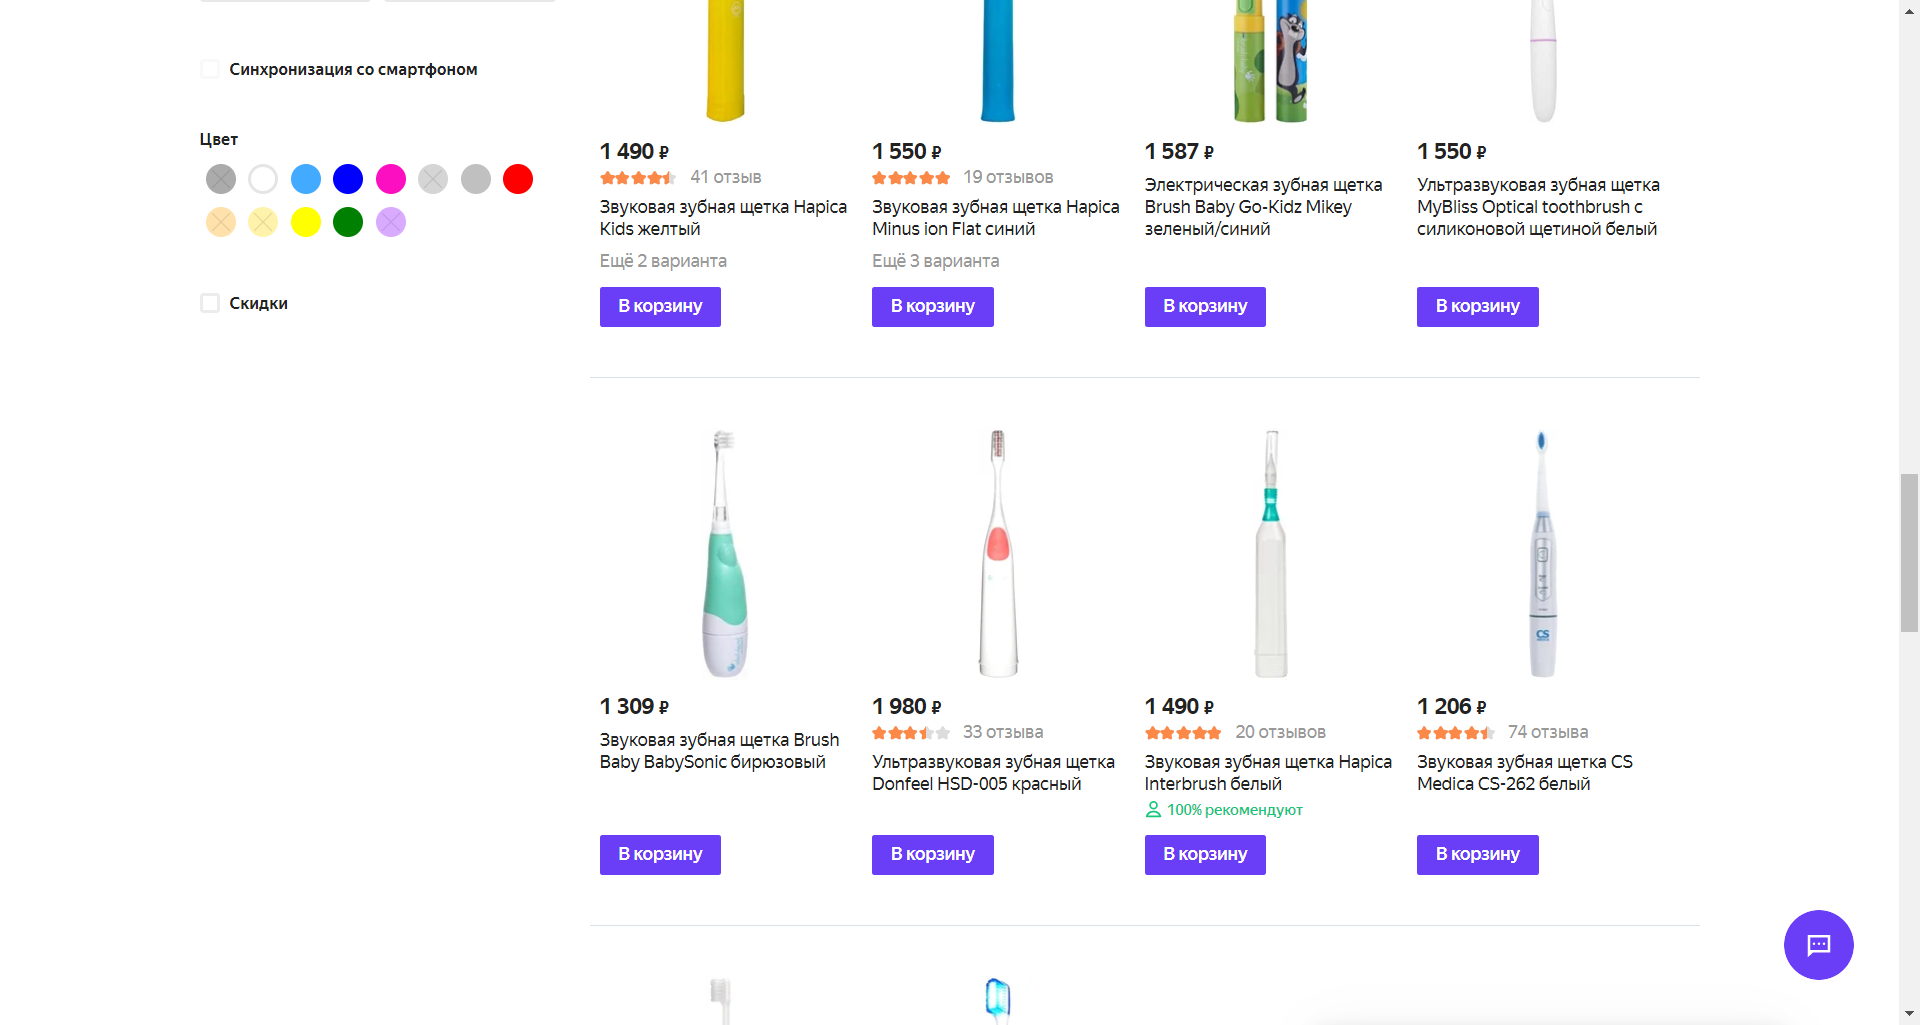 Синхронизация со смартфоном
Цвет
Скидки
1 490 ₽
41 отзыв
Звуковая зубная щетка Hapica
Kids желтый
Ещё 2 варианта
В корзину
1 550 ₽
19 отзывов
Звуковая зубная щетка Hapica
Minus ion Flat синий
Ещё 3 варианта
В корзину
1 587 ₽
Электрическая зубная щетка
Brush Baby Go-Kidz Mikey
зеленый/синий
В корзину
1 550 ₽
Ультразвуковая зубная щетка
MyBliss Optical toothbrush с
силиконовой щетиной белый
В корзину
1 309 ₽
Звуковая зубная щетка Brush
Baby BabySonic бирюзовый
В корзину
1 980 ₽
33 отзыва
Ультразвуковая зубная щетка
Donfeel HSD-005 красный
В корзину
1 490 ₽
20 отзывов
Звуковая зубная щетка Hapica
Interbrush белый
100% рекомендуют
В корзину
CS
1 206 ₽
74 отзыва
Звуковая зубная щетка CS
Medica CS-262 белый
В корзину